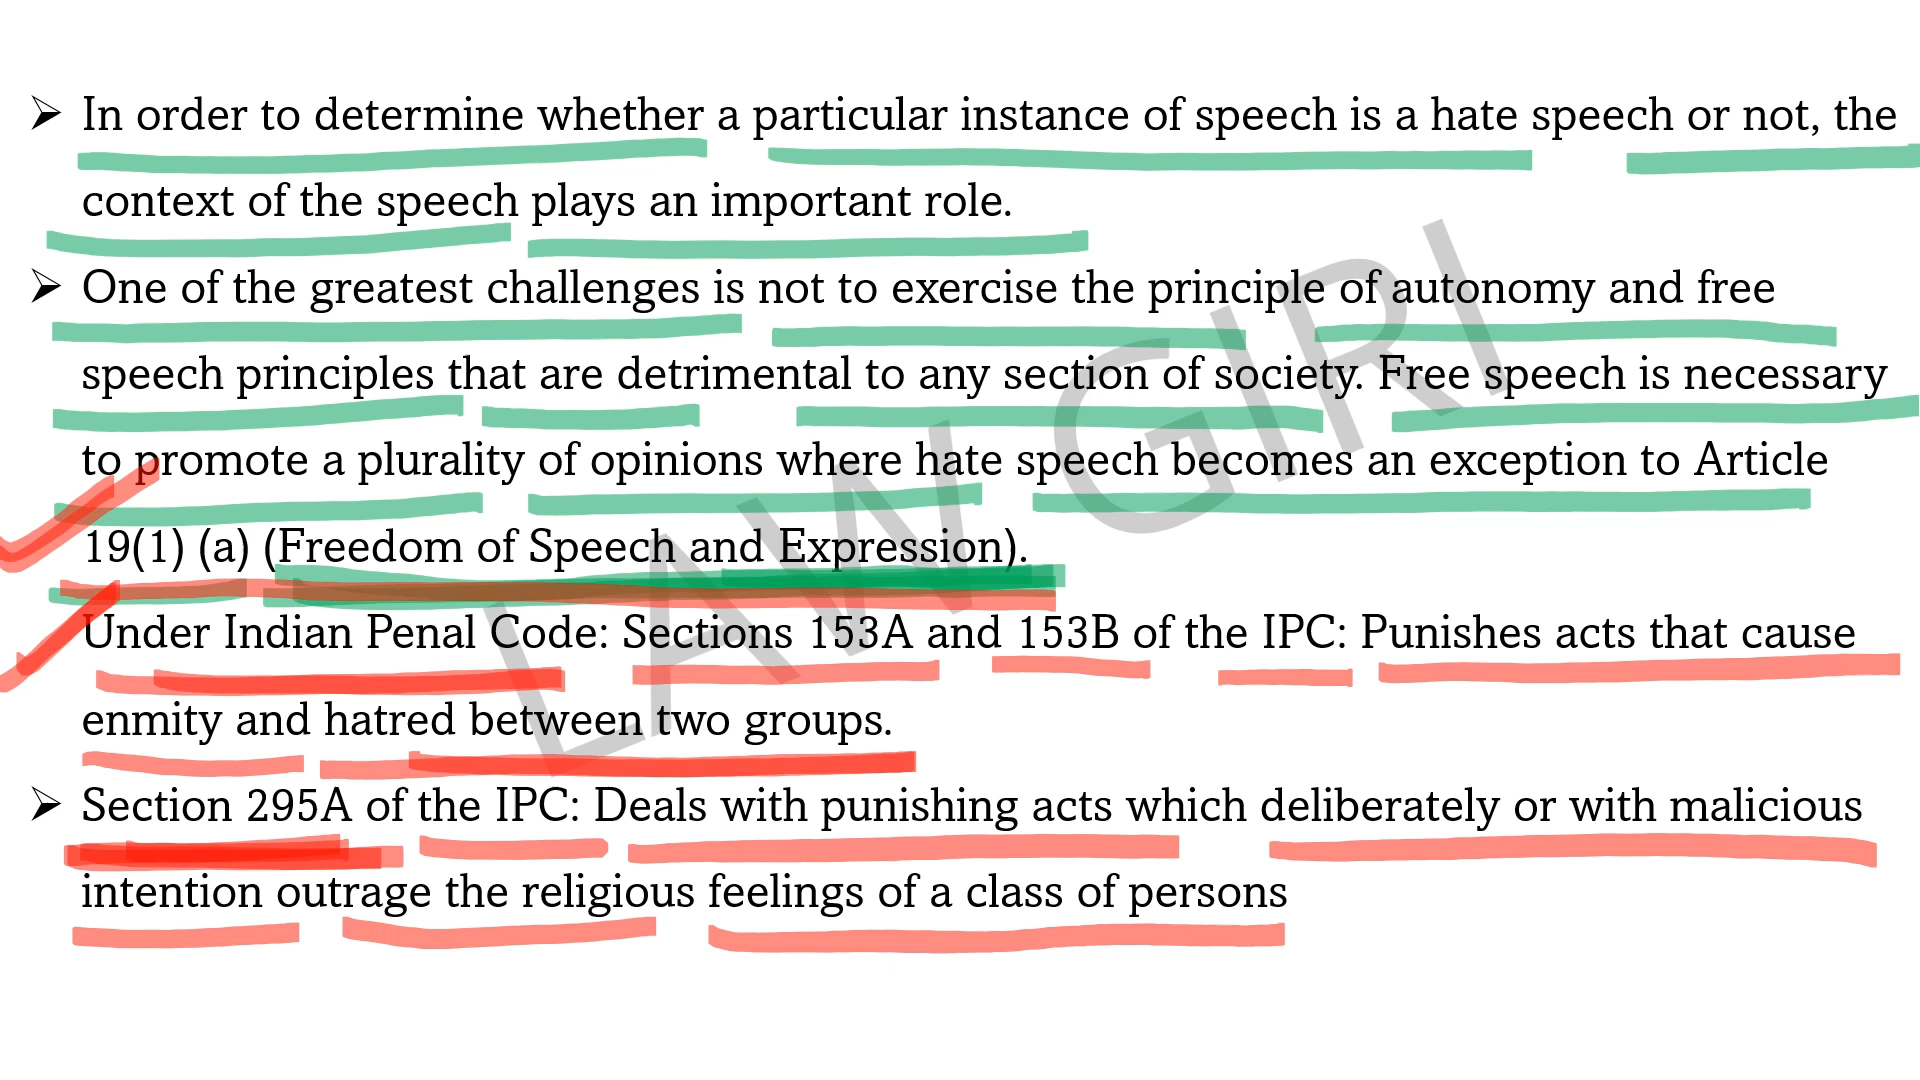 ➢ In order to determine whether a particular instance of speech is a hate speech or not, the
context of the speech plays an important role.
➢ One of the greatest challenges is not to exercise the principle of autonomy and free
speech principles that are detrimental to any section of society. Free speech is necessary
to promote a plurality of opinions where hate speech becomes an exception to Article
19(1) (a) (Freedom of Speech and Expression).
Under Indian Penal Code: Sections 153A and 153B of the IPC: Punishes acts that cause
enmity and hatred between two groups.
➢ Section 295A of the IPC: Deals with punishing acts which deliberately or with malicious
intention outrage the religious feelings of a class of persons
LAW GIRI